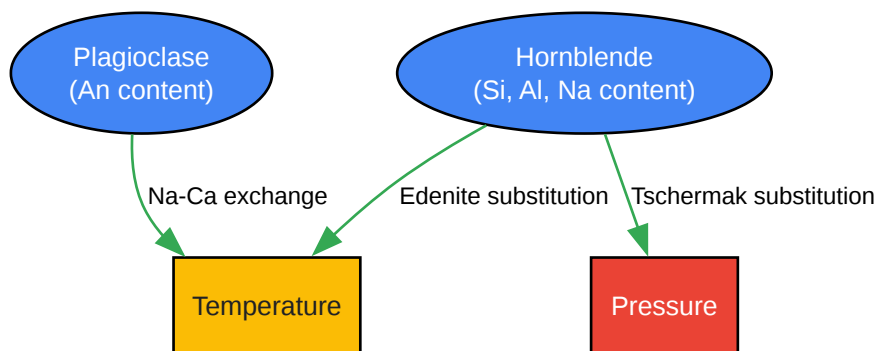 Plagioclase
(An content)
Hornblende
(Si, Al, Na content)
Na-Ca exchange
Edenite substitution
Tschermak substitution
Temperature
Pressure